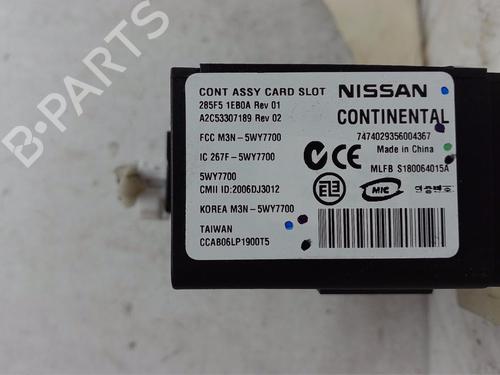 B-PARTS
CONT ASSY CARD SLOT NISSAN
285F5 1EB0A Rev 01
A2C53307189 Rev 02
CONTINENTAL
7474029356004367
FCC M3N-5WY7700
Made in China
IC 267F-5WY7700
MLFB S180064015A
5WY7700
CMII ID:2006DJ3012
MIC
KOREA M3N-5WY7700
TAIWAN
CCAB06LP1900T5